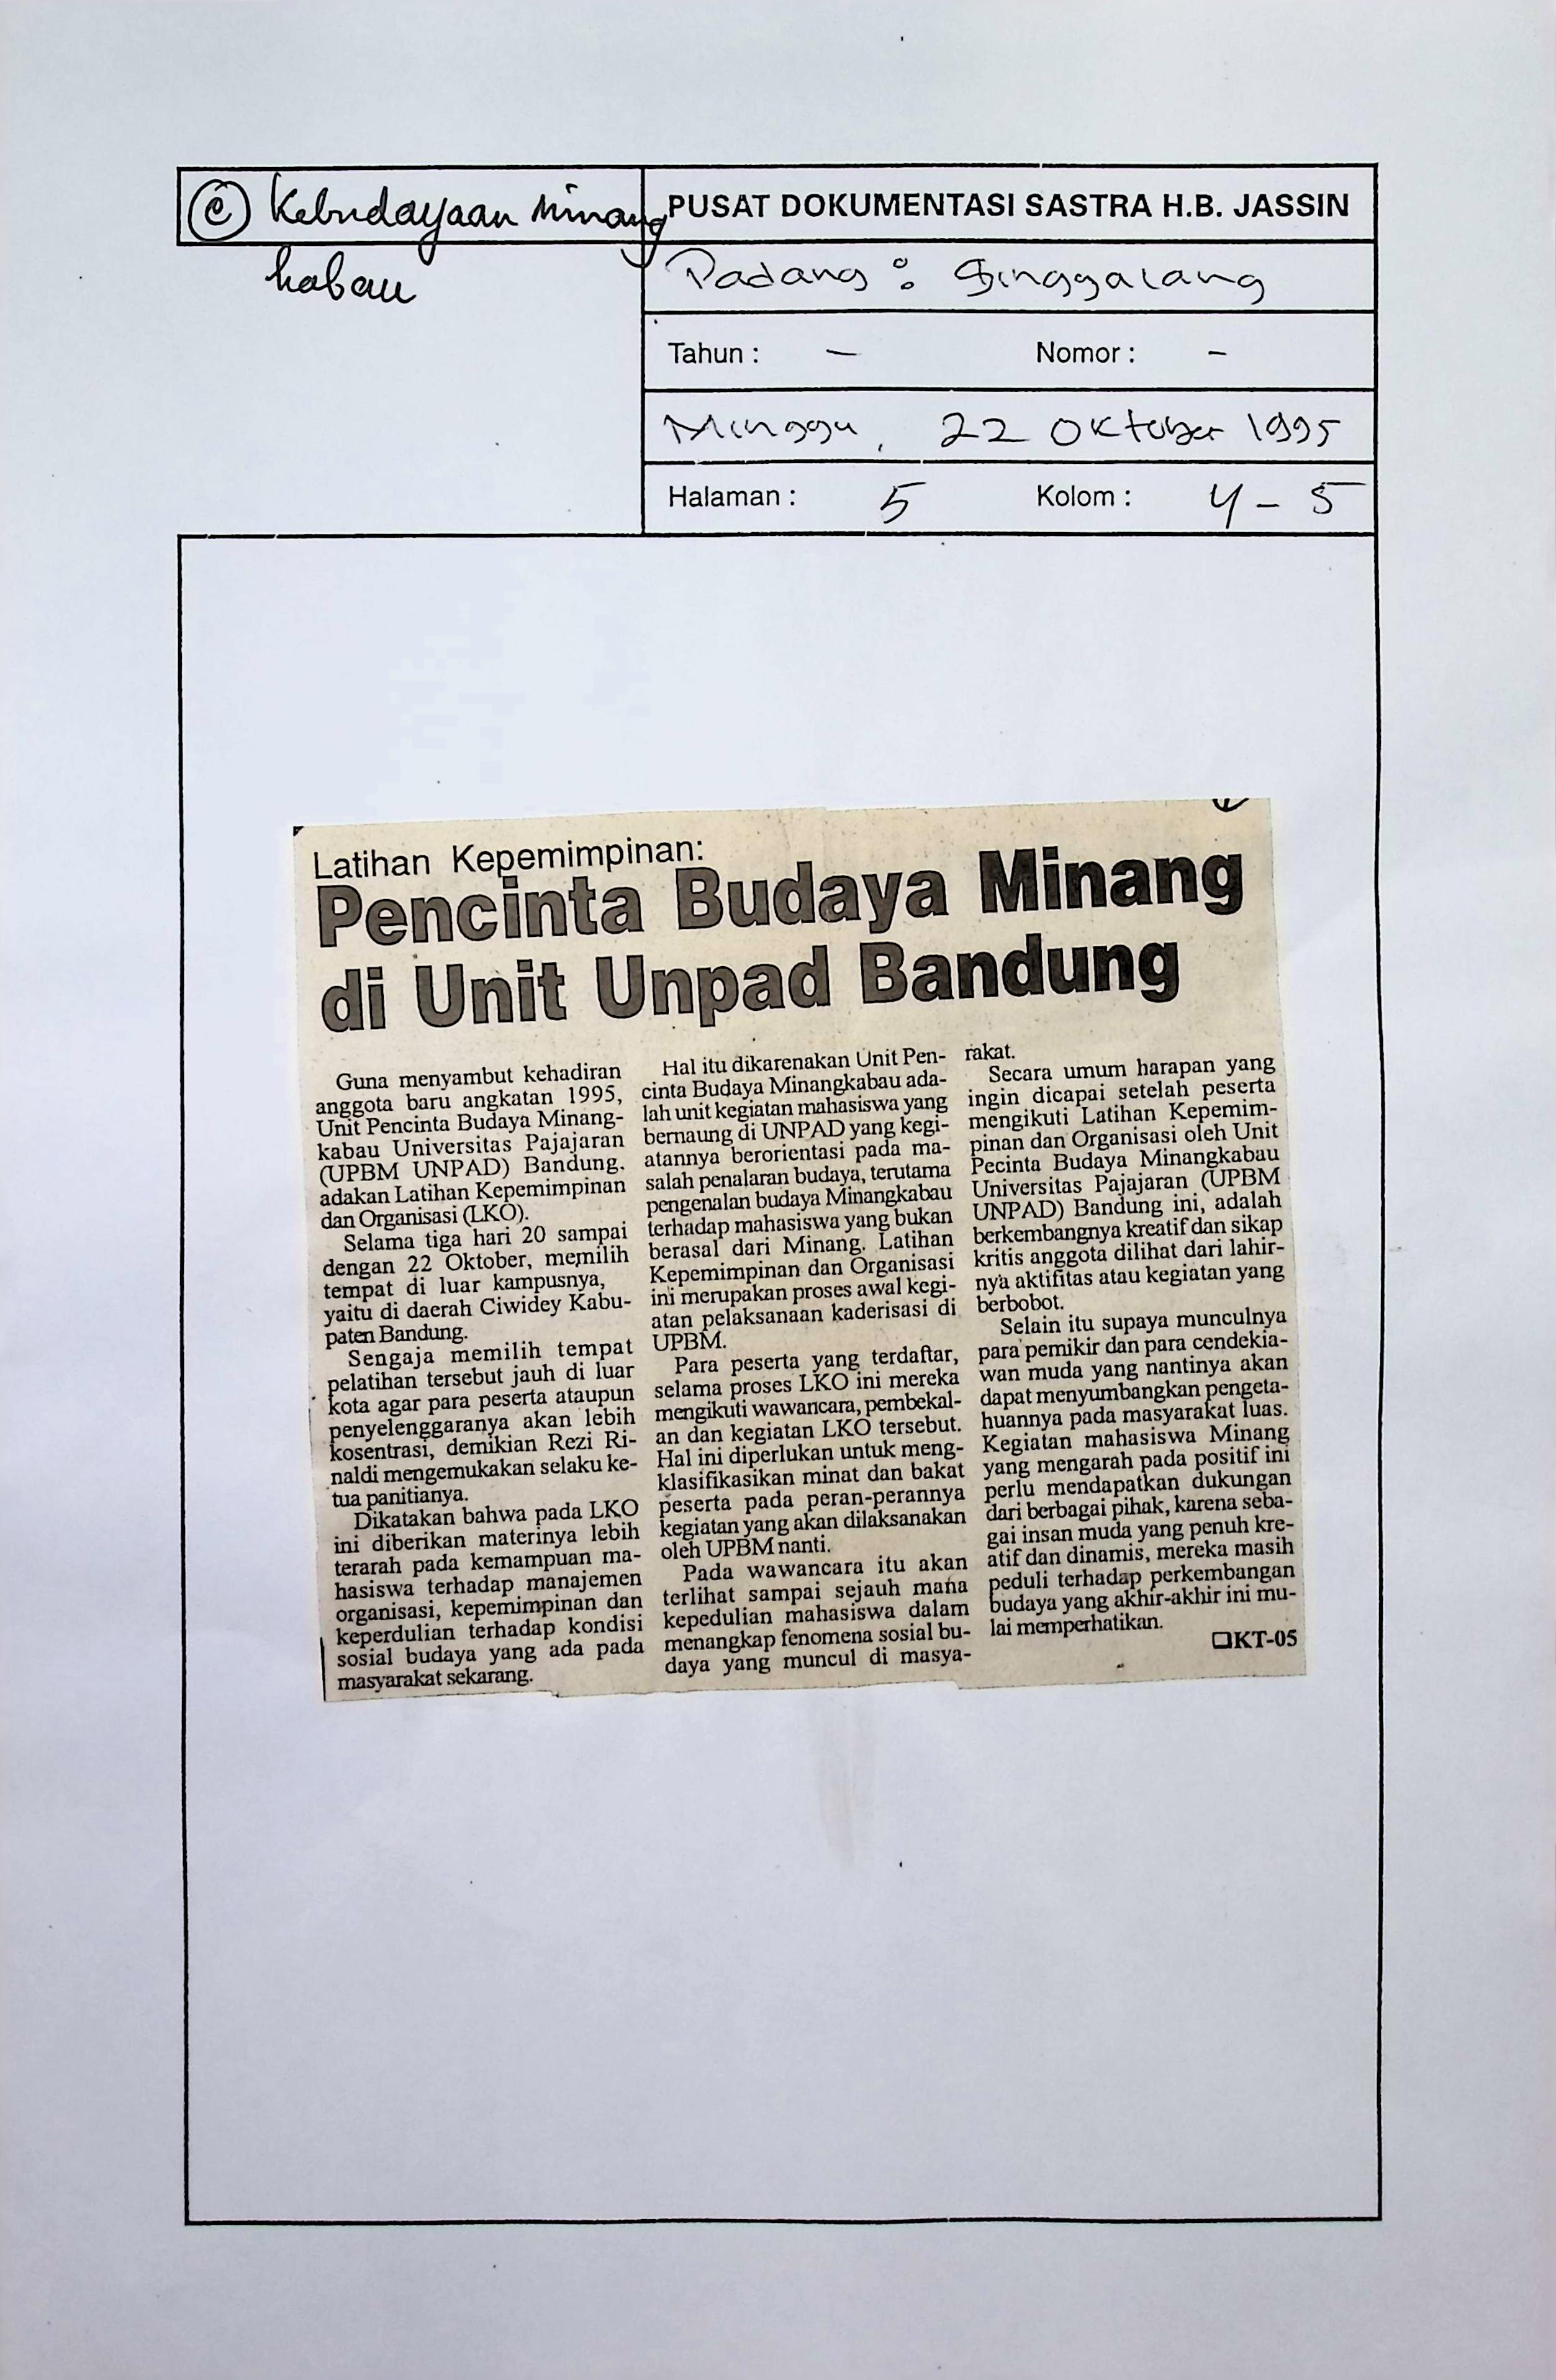 e Kebudayaan Minang
kabau
PUSAT DOKUMENTASI SASTRA H.B. JASSIN
Padang : Singgalang
Tahun : – Nomor : –
Minggu, 22 Oktober 1995
Halaman : 5 Kolom : 4 – 5
Latihan Kepemimpinan:
Pencinta Budaya Minang
di Unit Unpad Bandung
Guna menyambut kehadiran
anggota baru angkatan 1995,
Unit Pencinta Budaya Minang-
kabau Universitas Pajajaran
(UPBM UNPAD) Bandung.
adakan Latihan Kepemimpinan
dan Organisasi (LKO).
Selama tiga hari 20 sampai
dengan 22 Oktober, memilih
tempat di luar kampusnya,
yaitu di daerah Ciwidey Kabu-
paten Bandung.
Sengaja memilih tempat
pelatihan tersebut jauh di luar
kota agar para peserta ataupun
penyelenggaranya akan lebih
kosentrasi, demikian Rezi Ri-
naldi mengemukakan selaku ke-
tua panitianya.
Dikatakan bahwa pada LKO
ini diberikan materinya lebih
terarah pada kemampuan ma-
hasiswa terhadap manajemen
organisasi, kepemimpinan dan
keperdulian terhadap kondisi
sosial budaya yang ada pada
masyarakat sekarang.
Hal itu dikarenakan Unit Pen-
cinta Budaya Minangkabau ada-
lah unit kegiatan mahasiswa yang
bernaung di UNPAD yang kegi-
atannya berorientasi pada ma-
salah penalaran budaya, terutama
pengenalan budaya Minangkabau
terhadap mahasiswa yang bukan
berasal dari Minang. Latihan
Kepemimpinan dan Organisasi
ini merupakan proses awal kegi-
atan pelaksanaan kaderisasi di
UPBM.
Para peserta yang terdaftar,
selama proses LKO ini mereka
mengikuti wawancara, pembekal-
an dan kegiatan LKO tersebut.
Hal ini diperlukan untuk meng-
klasifikasikan minat dan bakat
peserta pada peran-perannya
kegiatan yang akan dilaksanakan
oleh UPBM nanti.
Pada wawancara itu akan
terlihat sampai sejauh mana
kepedulian mahasiswa dalam
menangkap fenomena sosial bu-
daya yang muncul di masya-
rakat.
Secara umum harapan yang
ingin dicapai setelah peserta
mengikuti Latihan Kepemim-
pinan dan Organisasi oleh Unit
Pecinta Budaya Minangkabau
Universitas Pajajaran (UPBM
UNPAD) Bandung ini, adalah
berkembangnya kreatif dan sikap
kritis anggota dilihat dari lahir-
nya aktifitas atau kegiatan yang
berbobot.
Selain itu supaya munculnya
para pemikir dan para cendekia-
wan muda yang nantinya akan
dapat menyumbangkan pengeta-
huannya pada masyarakat luas.
Kegiatan mahasiswa Minang
yang mengarah pada positif ini
perlu mendapatkan dukungan
dari berbagai pihak, karena seba-
gai insan muda yang penuh kre-
atif dan dinamis, mereka masih
peduli terhadap perkembangan
budaya yang akhir-akhir ini mu-
lai memperhatikan.
❏KT-05